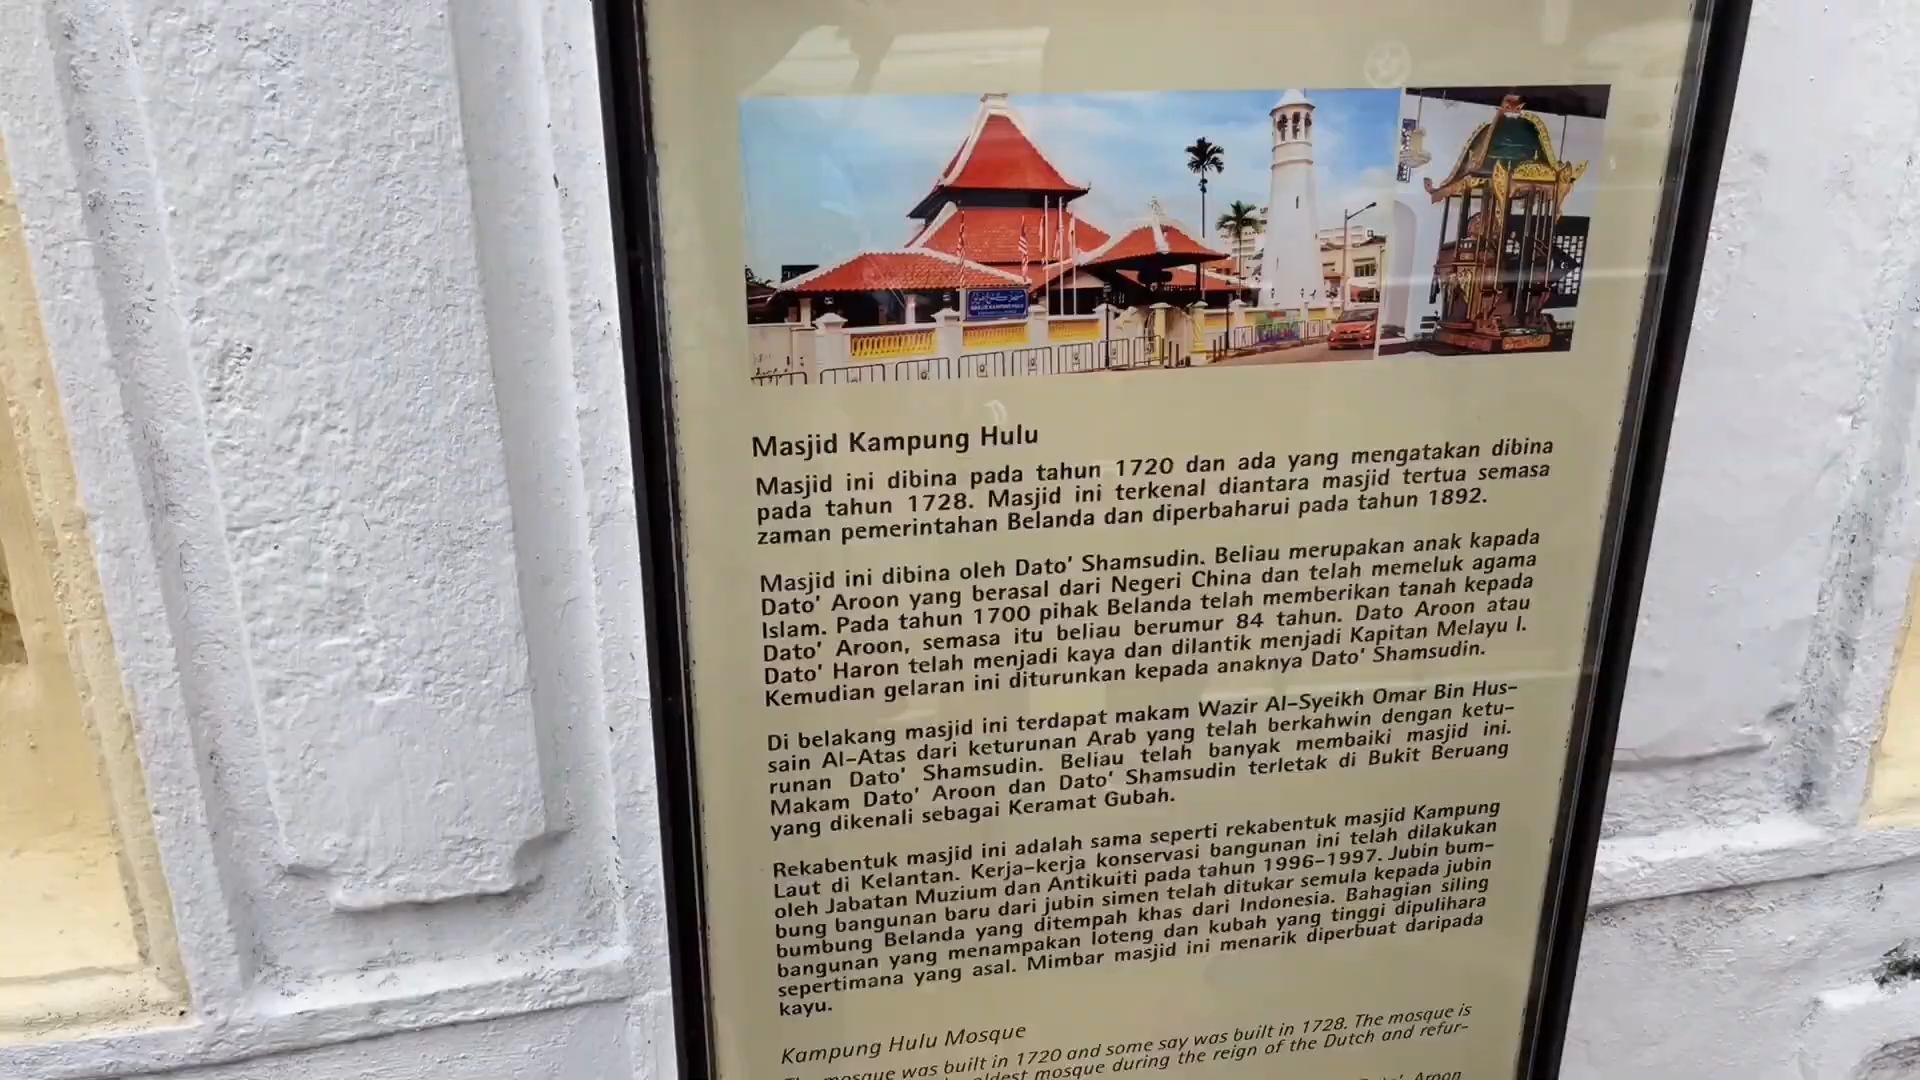 MASJID KAMPUNG HULU
Masjid Kampung Hulu
Masjid ini dibina pada tahun 1720 dan ada yang mengatakan dibina
pada tahun 1728. Masjid ini terkenal diantara masjid tertua semasa
zaman pemerintahan Belanda dan diperbaharui pada tahun 1892.
Masjid ini dibina oleh Dato' Shamsudin. Beliau merupakan anak kapada
Dato' Aroon yang berasal dari Negeri China dan telah memeluk agama
Islam. Pada tahun 1700 pihak Belanda telah memberikan tanah kepada
Dato' Aroon, semasa itu beliau berumur 84 tahun. Dato Aroon atau
Dato' Haron telah menjadi kaya dan dilantik menjadi Kapitan Melayu I.
Kemudian gelaran ini diturunkan kepada anaknya Dato' Shamsudin.
Di belakang masjid ini terdapat makam Wazir Al-Syeikh Omar Bin Hus-
sain Al-Atas dari keturunan Arab yang telah berkahwin dengan ketu-
runan Dato' Shamsudin. Beliau telah banyak membaiki masjid ini.
Makam Dato' Aroon dan Dato' Shamsudin terletak di Bukit Beruang
yang dikenali sebagai Keramat Gubah.
Rekabentuk masjid ini adalah sama seperti rekabentuk masjid Kampung
Laut di Kelantan. Kerja-kerja konservasi bangunan ini telah dilakukan
oleh Jabatan Muzium dan Antikuiti pada tahun 1996-1997. Jubin bum-
bung bangunan baru dari jubin simen telah ditukar semula kepada jubin
bumbung Belanda yang ditempah khas dari Indonesia. Bahagian siling
bangunan yang menampakan loteng dan kubah yang tinggi dipulihara
sepertimana yang asal. Mimbar masjid ini menarik diperbuat daripada
kayu.
Kampung Hulu Mosque
mosque was built in 1720 and some say was built in 1728. The mosque is
oldest mosque during the reign of the Dutch and refur-
Dato' Aroon